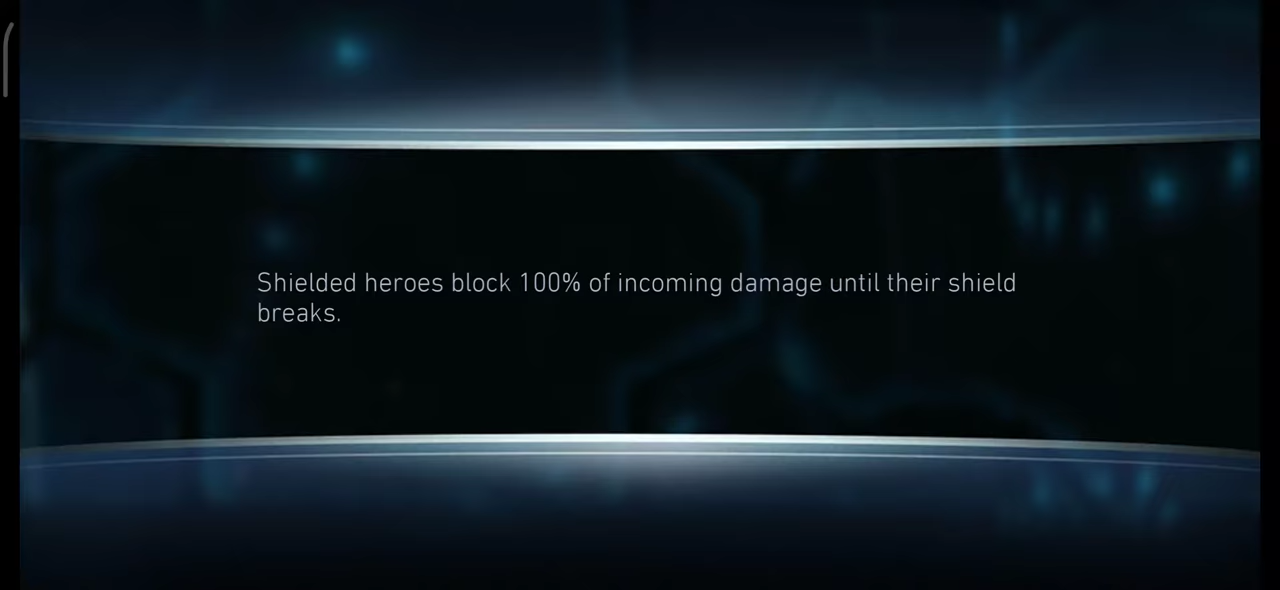 Shielded heroes block 100% of incoming damage until their shield
breaks.